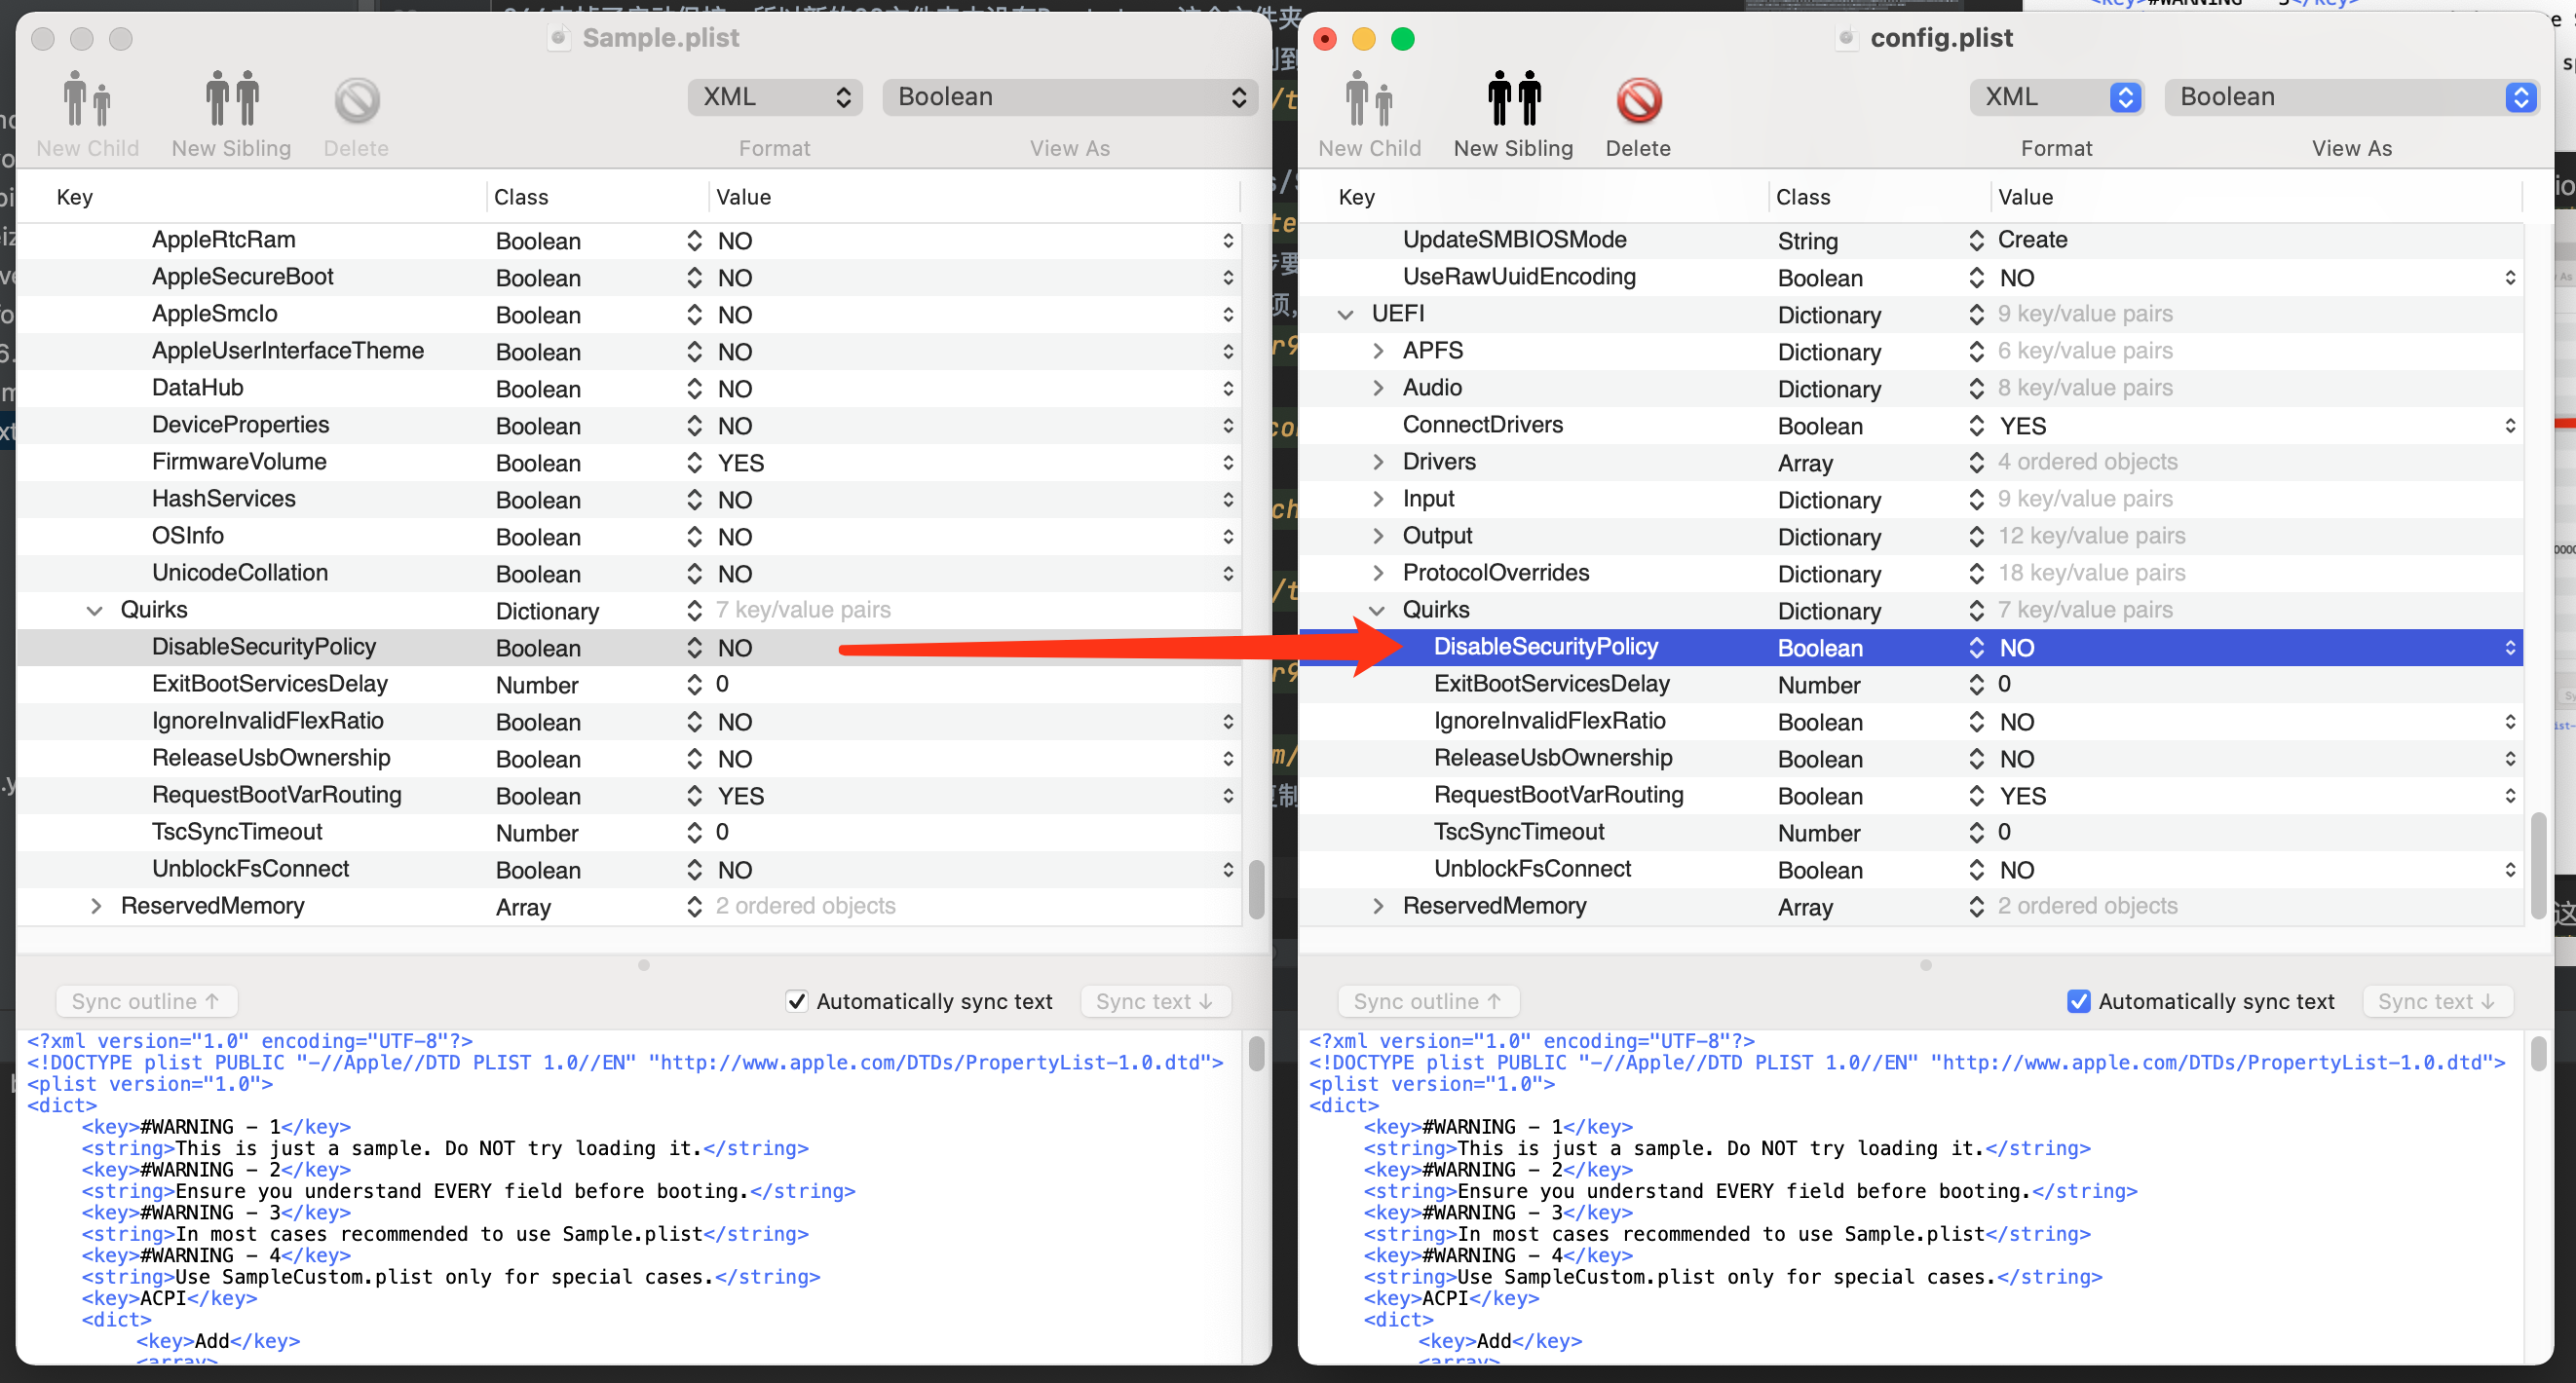 Sample.plist
New Child
New Sibling
Delete
XML
Format
Boolean
View As
Key Class Value
AppleRtcRam Boolean NO
AppleSecureBoot Boolean NO
AppleSmcIo Boolean NO
AppleUserInterfaceTheme Boolean NO
DataHub Boolean NO
DeviceProperties Boolean NO
FirmwareVolume Boolean YES
HashServices Boolean NO
OSInfo Boolean NO
UnicodeCollation Boolean NO
Quirks Dictionary 7 key/value pairs
DisableSecurityPolicy Boolean NO
ExitBootServicesDelay Number 0
IgnoreInvalidFlexRatio Boolean NO
ReleaseUsbOwnership Boolean NO
RequestBootVarRouting Boolean YES
TscSyncTimeout Number 0
UnblockFsConnect Boolean NO
ReservedMemory Array 2 ordered objects
Sync outline ↑
Automatically sync text
Sync text ↓
<?xml version="1.0" encoding="UTF-8"?>
<!DOCTYPE plist PUBLIC "-//Apple//DTD PLIST 1.0//EN" "http://www.apple.com/DTDs/PropertyList-1.0.dtd">
<plist version="1.0">
<dict>
<key>#WARNING - 1</key>
<string>This is just a sample. Do NOT try loading it.</string>
<key>#WARNING - 2</key>
<string>Ensure you understand EVERY field before booting.</string>
<key>#WARNING - 3</key>
<string>In most cases recommended to use Sample.plist</string>
<key>#WARNING - 4</key>
<string>Use SampleCustom.plist only for special cases.</string>
<key>ACPI</key>
<dict>
<key>Add</key>
<array>
config.plist
New Child
New Sibling
Delete
XML
Format
Boolean
View As
Key Class Value
UpdateSMBIOSMode String Create
UseRawUuidEncoding Boolean NO
UEFI Dictionary 9 key/value pairs
APFS Dictionary 6 key/value pairs
Audio Dictionary 8 key/value pairs
ConnectDrivers Boolean YES
Drivers Array 4 ordered objects
Input Dictionary 9 key/value pairs
Output Dictionary 12 key/value pairs
ProtocolOverrides Dictionary 18 key/value pairs
Quirks Dictionary 7 key/value pairs
DisableSecurityPolicy Boolean NO
ExitBootServicesDelay Number 0
IgnoreInvalidFlexRatio Boolean NO
ReleaseUsbOwnership Boolean NO
RequestBootVarRouting Boolean YES
TscSyncTimeout Number 0
UnblockFsConnect Boolean NO
ReservedMemory Array 2 ordered objects
Sync outline ↑
Automatically sync text
Sync text ↓
<?xml version="1.0" encoding="UTF-8"?>
<!DOCTYPE plist PUBLIC "-//Apple//DTD PLIST 1.0//EN" "http://www.apple.com/DTDs/PropertyList-1.0.dtd">
<plist version="1.0">
<dict>
<key>#WARNING - 1</key>
<string>This is just a sample. Do NOT try loading it.</string>
<key>#WARNING - 2</key>
<string>Ensure you understand EVERY field before booting.</string>
<key>#WARNING - 3</key>
<string>In most cases recommended to use Sample.plist</string>
<key>#WARNING - 4</key>
<string>Use SampleCustom.plist only for special cases.</string>
<key>ACPI</key>
<dict>
<key>Add</key>
<array>